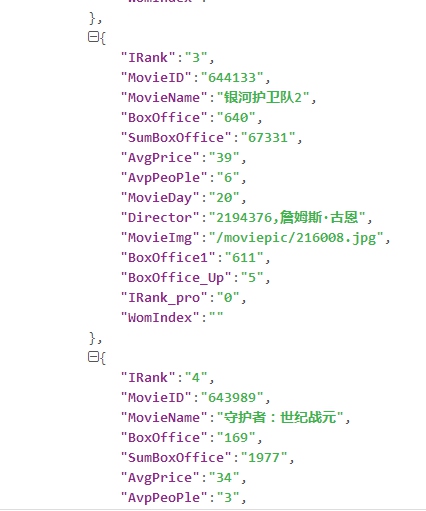 },
{
"IRank":"3",
"MovieID":"644133",
"MovieName":"银河护卫队2",
"BoxOffice":"640",
"SumBoxOffice":"67331",
"AvgPrice":"39",
"AvpPeoPle":"6",
"MovieDay":"20",
"Director":"2194376,詹姆斯·古恩",
"MovieImg":"/moviepic/216008.jpg",
"BoxOffice1":"611",
"BoxOffice_Up":"5",
"IRank_pro":"0",
"WomIndex":""
},
{
"IRank":"4",
"MovieID":"643989",
"MovieName":"守护者：世纪战元",
"BoxOffice":"169",
"SumBoxOffice":"1977",
"AvgPrice":"34",
"AvpPeoPle":"3",